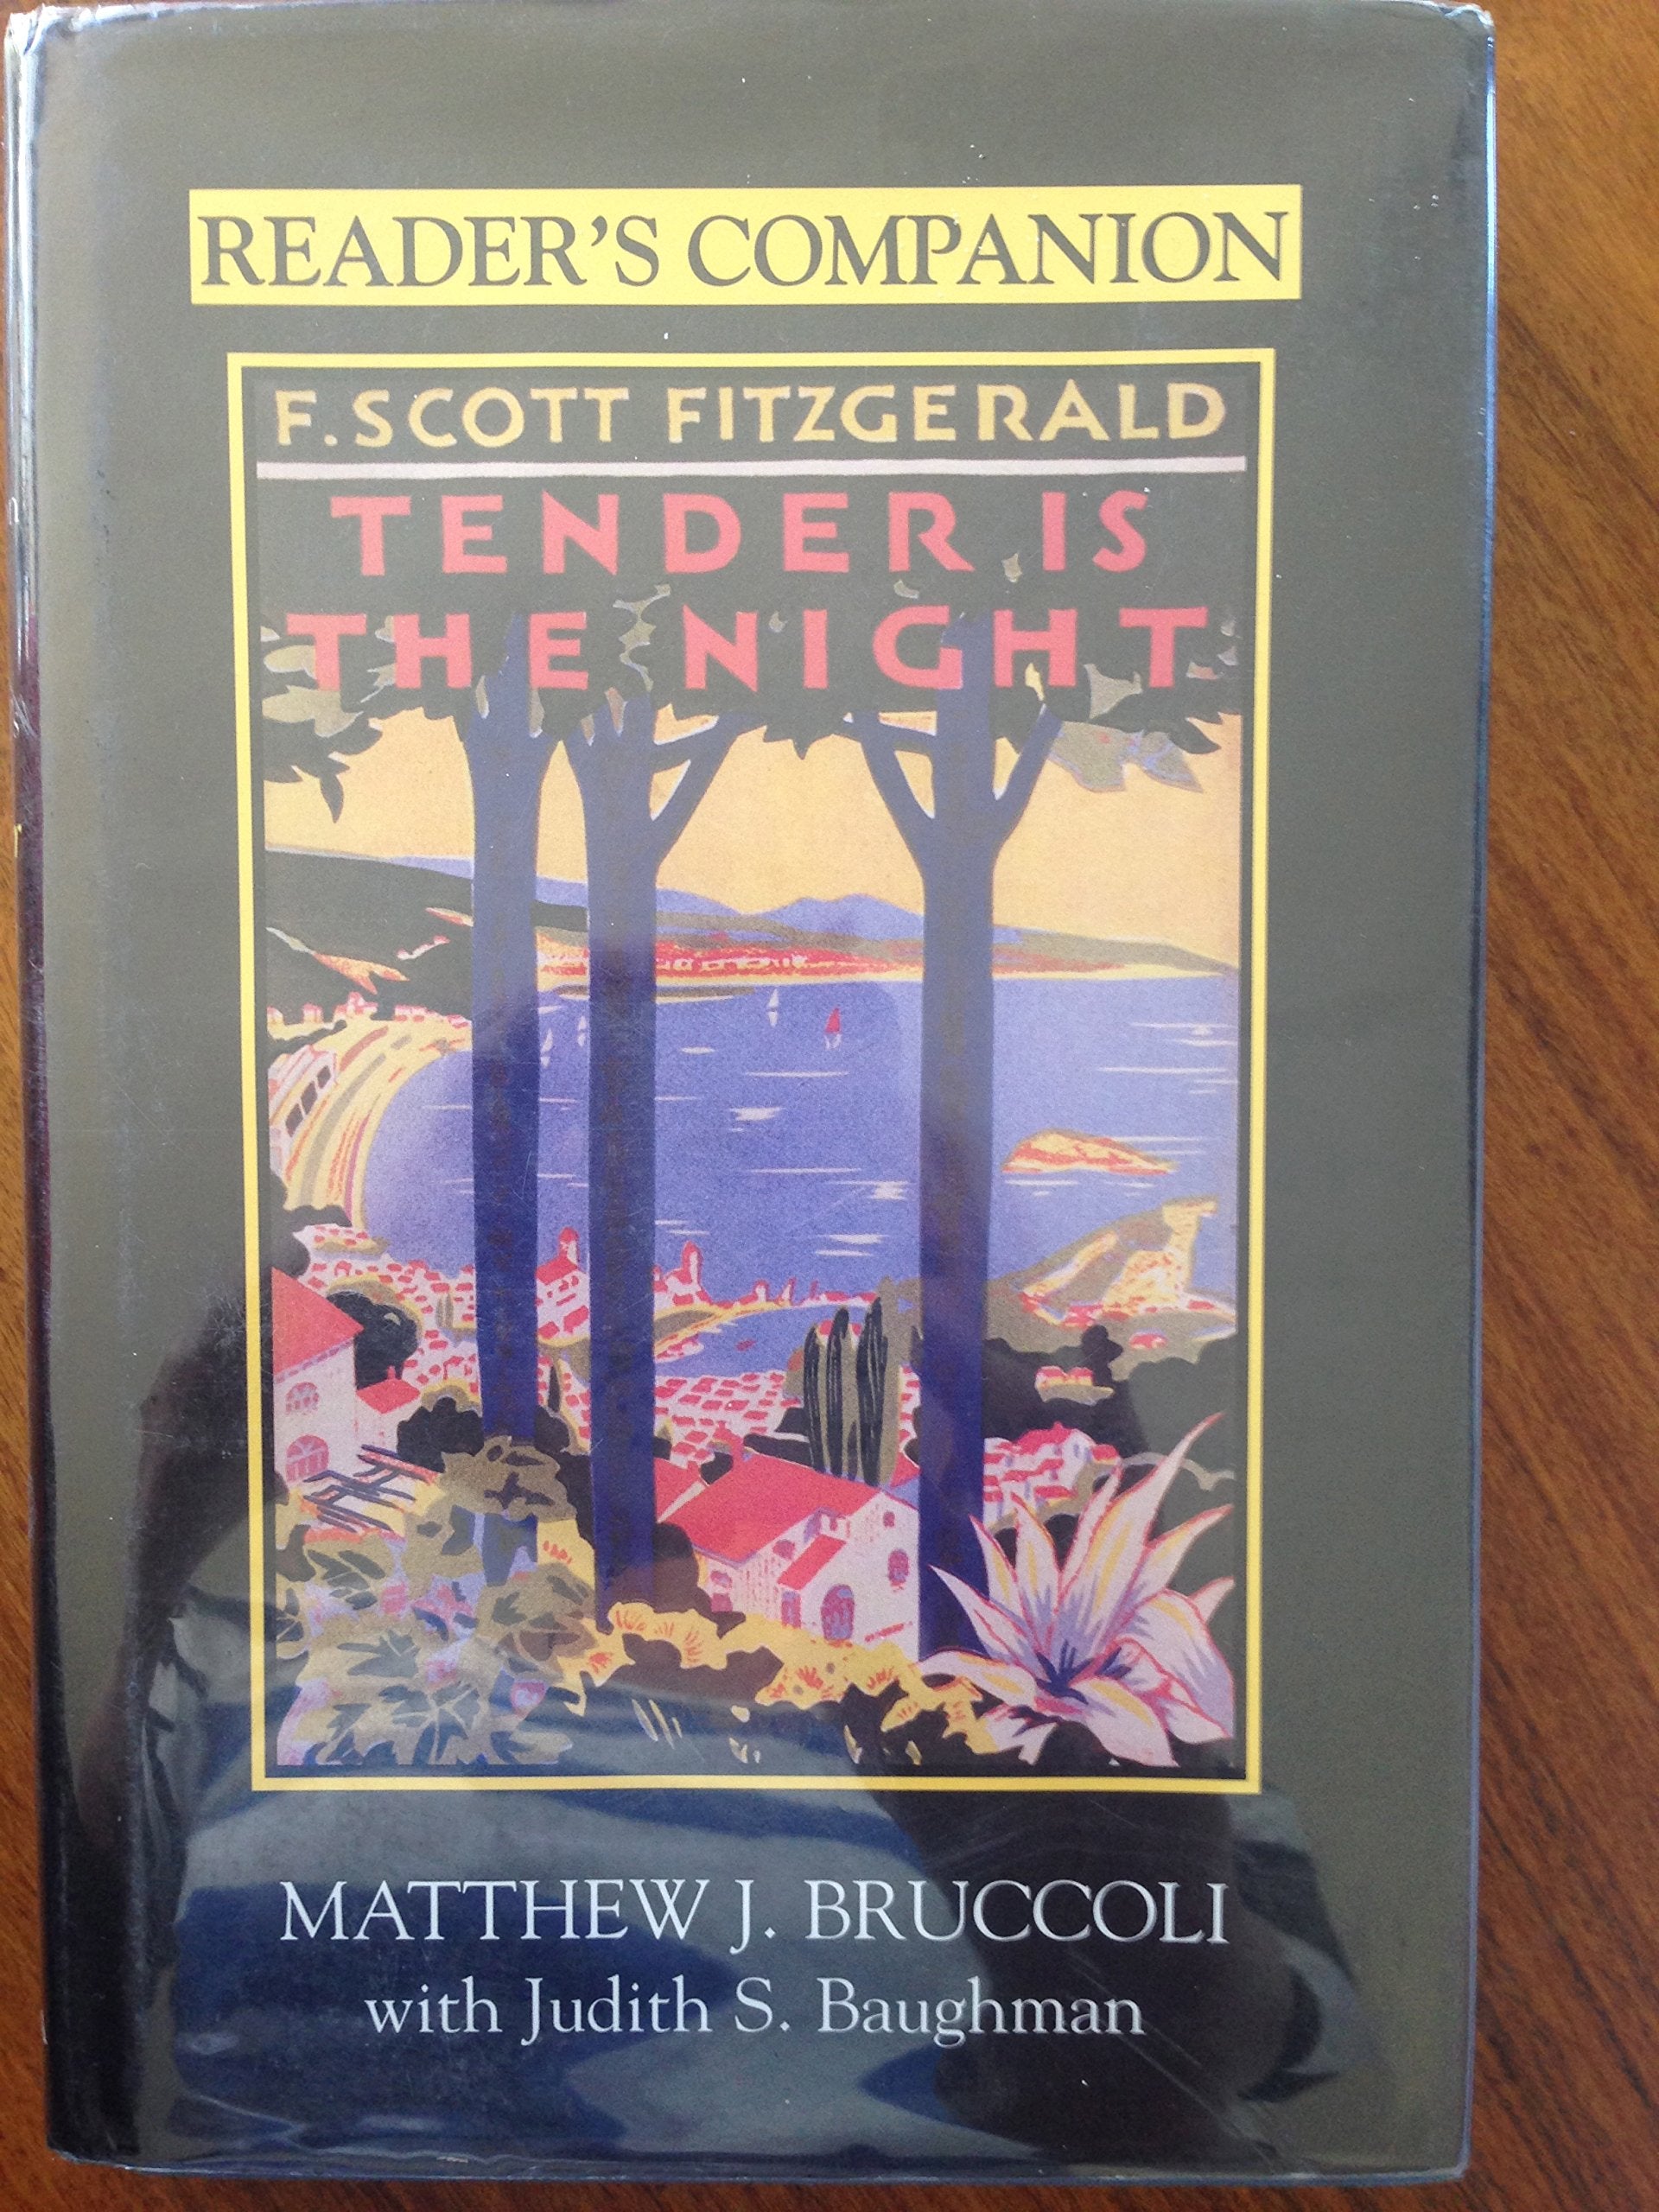 READER'S COMPANION
F. SCOTT FITZGERALD
TENDER IS
THE NIGHT
MATTHEW J. BRUCCOLI
with Judith S. Baughman